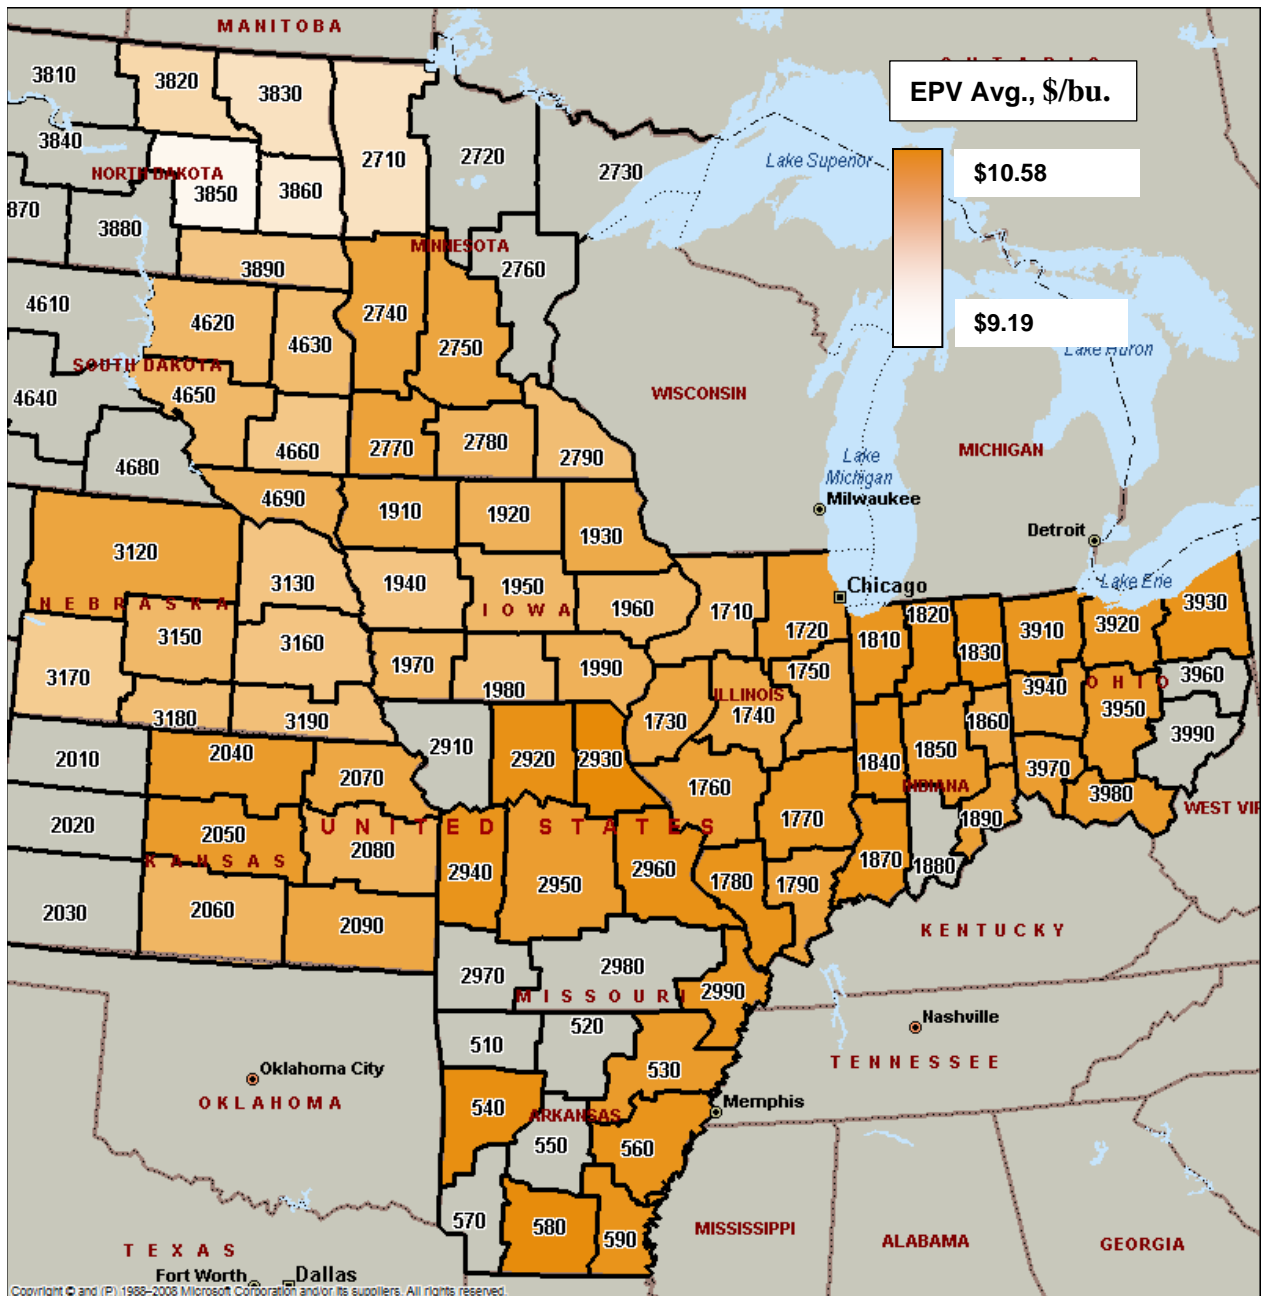 MANITOBA
EPV Avg., $/bu.
$10.58
$9.19
3810
3820
3830
3840
2710
2720
2730
Lake Superior
NORTH DAKOTA
3850
3860
870
3880
MINNESOTA
3890
2760
4610
4620
2740
4630
2750
SOUTH DAKOTA
Lake Huron
4640
4650
WISCONSIN
4660
2770
2780
2790
MICHIGAN
4680
Lake
Michigan
4690
1910
1920
Milwaukee
1930
Detroit
3120
3130
1940
1950
Chicago
Lake Erie
NEBRASKA
IOWA
1960
1710
1720
1810
1820
1830
3910
3920
3930
3150
3160
1970
1980
1990
1750
3170
ILLINOIS
OHIO
3960
3940
3180
3190
1730
1740
1860
3950
2010
2040
2910
2920
2930
1840
1850
3990
2070
1760
INDIANA
3970
3980
2020
2050
UNITED STATES
1770
1890
WEST VIR
KANSAS
2080
2940
2950
2960
1780
1790
1870
1880
2030
2060
2090
KENTUCKY
2970
2980
MISSOURI
2990
510
520
Nashville
Oklahoma City
530
TENNESSEE
OKLAHOMA
540
ARKANSAS
Memphis
550
560
570
580
590
MISSISSIPPI
ALABAMA
GEORGIA
TEXAS
Fort Worth
Dallas
Copyright © and (P) 1988–2008 Microsoft Corporation and/or its suppliers. All rights reserved.